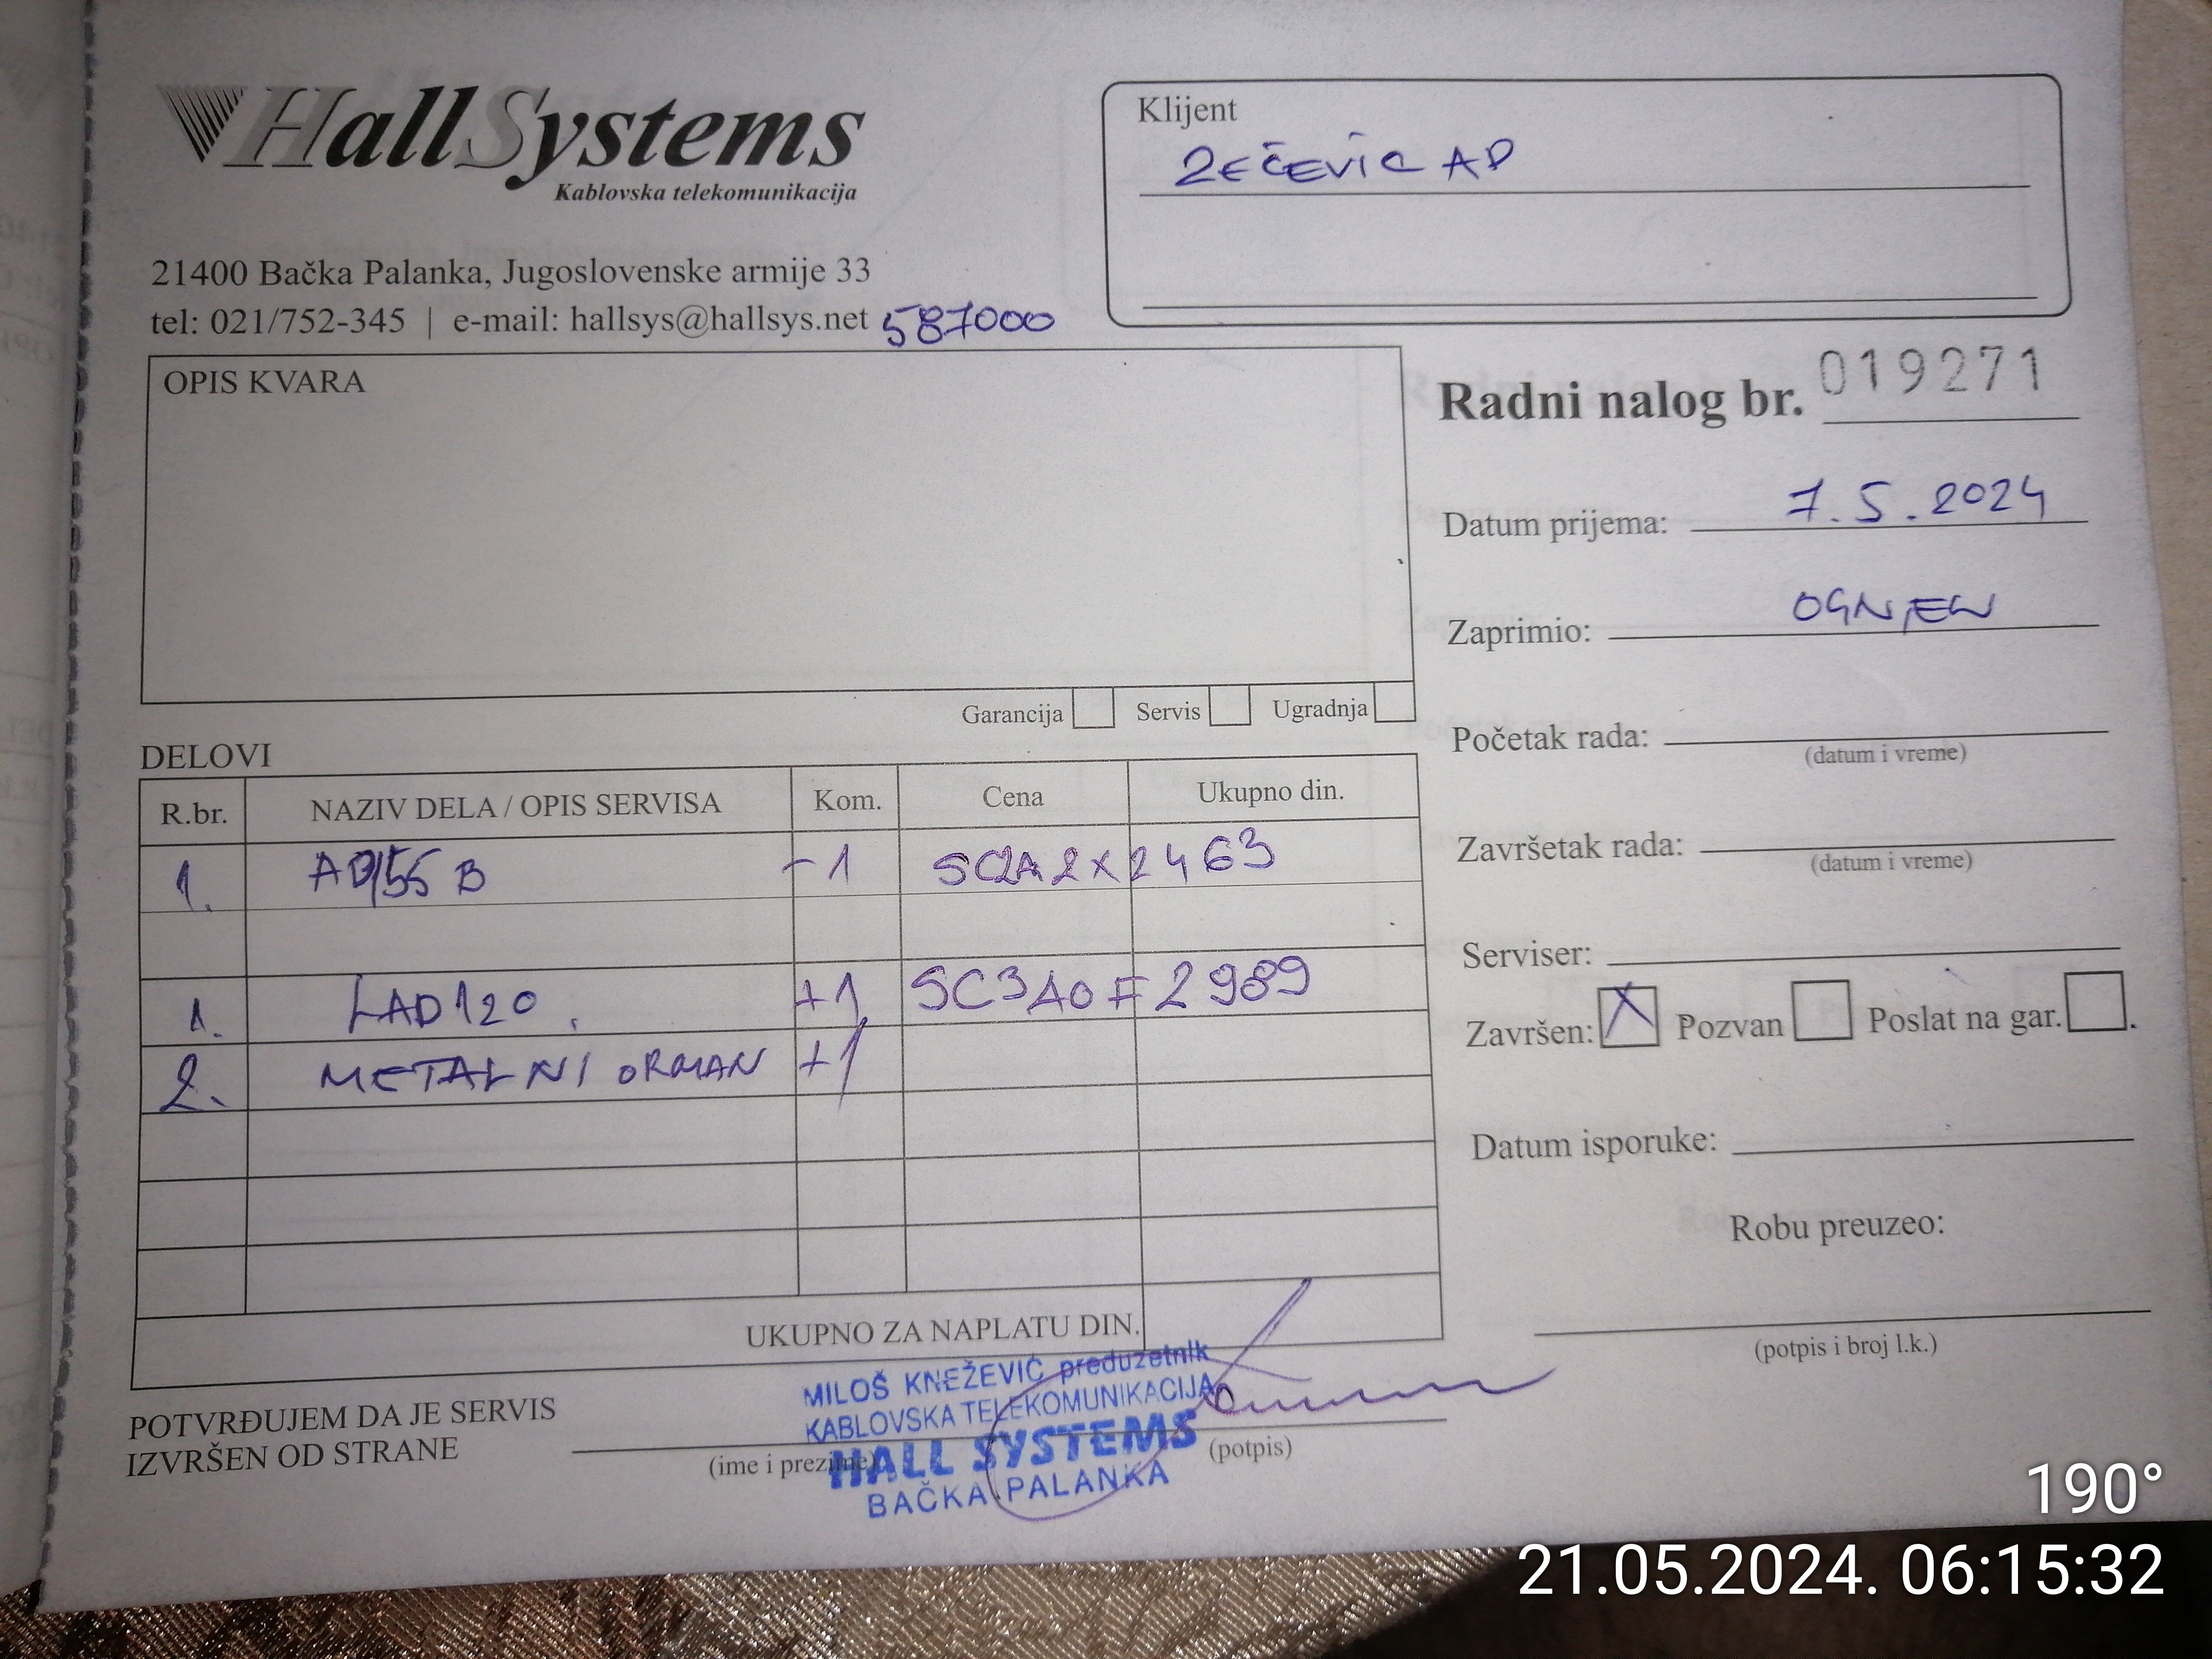 HallSystems
Kablovska telekomunikacija
21400 Bačka Palanka, Jugoslovenske armije 33
tel: 021/752-345 | e-mail: hallsys@hallsys.net 587000
Klijent
ZEČEVIĆ AD
OPIS KVARA
Garancija Servis Ugradnja
Radni nalog br. 019271
Datum prijema: 7.5.2024
Zaprimio: OGNJEN
Početak rada:
(datum i vreme)
Završetak rada:
(datum i vreme)
Serviser:
Završen: X Pozvan Poslat na gar. .
Datum isporuke:
Robu preuzeo:
(potpis i broj l.k.)
DELOVI
R.br. NAZIV DELA / OPIS SERVISA Kom. Cena Ukupno din.
1. AD155 B -1 2463
1. LAD120. +1 SC3A0F2989
2. METALNI ORMAN +1
UKUPNO ZA NAPLATU DIN.
POTVRĐUJEM DA JE SERVIS
IZVRŠEN OD STRANE
(ime i prezime) (potpis)
MILOŠ KNEŽEVIĆ preduzetnik
KABLOVSKA TELEKOMUNIKACIJA
HALL SYSTEMS
BAČKA PALANKA
190°
21.05.2024. 06:15:32